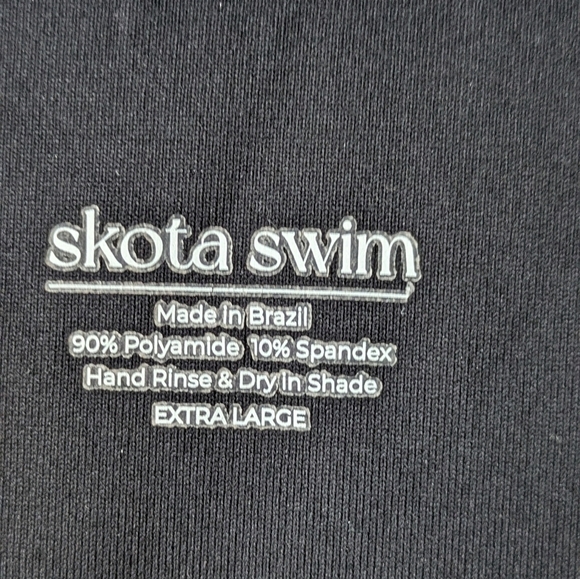 skota swim
Made in Brazil
90% Polyamide 10% Spandex
Hand Rinse & Dry in Shade
EXTRA LARGE